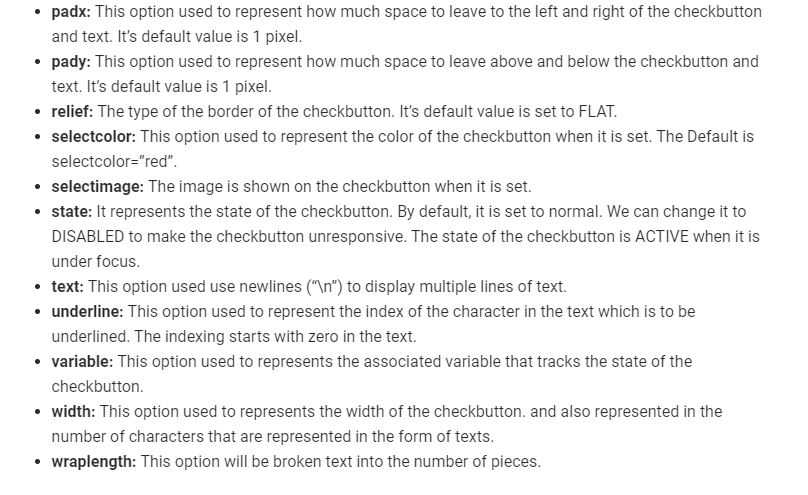 • padx: This option used to represent how much space to leave to the left and right of the checkbutton
and text. It’s default value is 1 pixel.
• pady: This option used to represent how much space to leave above and below the checkbutton and
text. It’s default value is 1 pixel.
• relief: The type of the border of the checkbutton. It’s default value is set to FLAT.
• selectcolor: This option used to represent the color of the checkbutton when it is set. The Default is
selectcolor=”red”.
• selectimage: The image is shown on the checkbutton when it is set.
• state: It represents the state of the checkbutton. By default, it is set to normal. We can change it to
DISABLED to make the checkbutton unresponsive. The state of the checkbutton is ACTIVE when it is
under focus.
• text: This option used use newlines (“\n”) to display multiple lines of text.
• underline: This option used to represent the index of the character in the text which is to be
underlined. The indexing starts with zero in the text.
• variable: This option used to represents the associated variable that tracks the state of the
checkbutton.
• width: This option used to represents the width of the checkbutton. and also represented in the
number of characters that are represented in the form of texts.
• wraplength: This option will be broken text into the number of pieces.